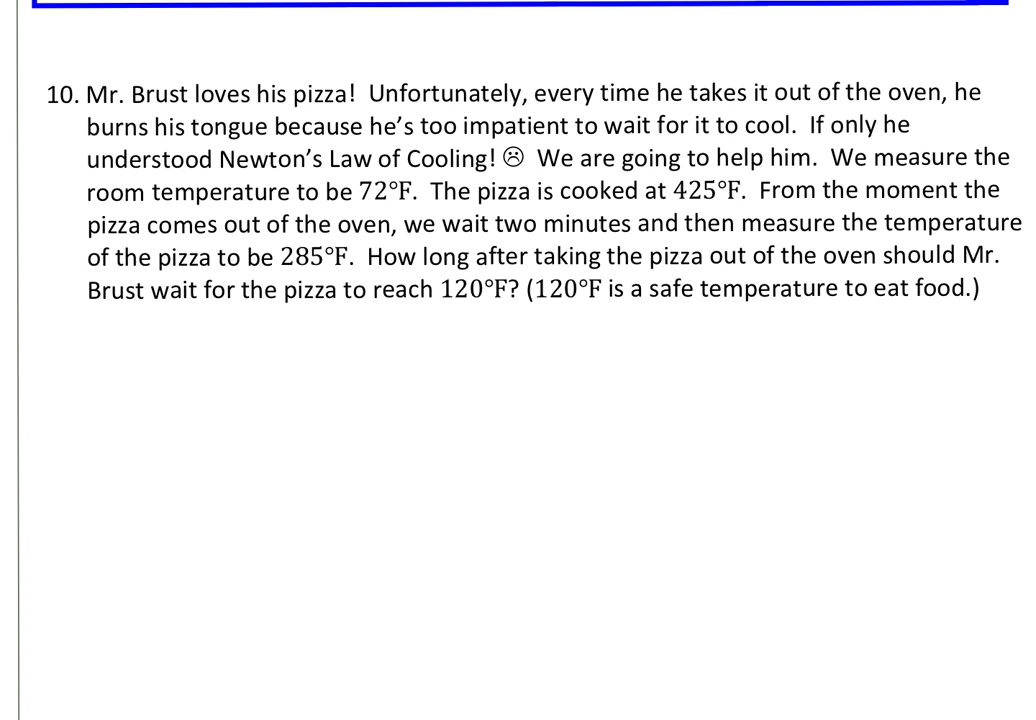 10. Mr. Brust loves his pizza!  Unfortunately, every time he takes it out of the oven, he
burns his tongue because he’s too impatient to wait for it to cool.  If only he
understood Newton’s Law of Cooling! ☹  We are going to help him.  We measure the
room temperature to be 72°F.  The pizza is cooked at 425°F.  From the moment the
pizza comes out of the oven, we wait two minutes and then measure the temperature
of the pizza to be 285°F.  How long after taking the pizza out of the oven should Mr.
Brust wait for the pizza to reach 120°F? (120°F is a safe temperature to eat food.)